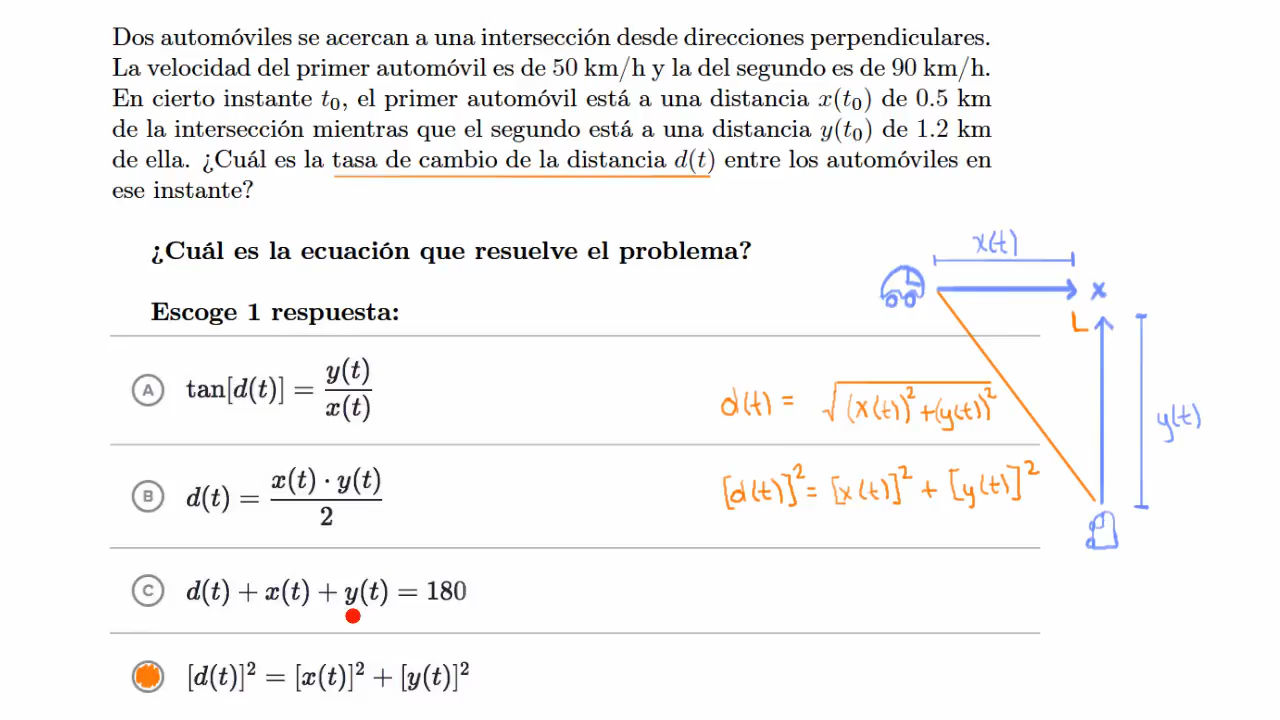 Dos automóviles se acercan a una intersección desde direcciones perpendiculares.
La velocidad del primer automóvil es de 50 km/h y la del segundo es de 90 km/h.
En cierto instante t₀, el primer automóvil está a una distancia x(t₀) de 0.5 km
de la intersección mientras que el segundo está a una distancia y(t₀) de 1.2 km
de ella. ¿Cuál es la tasa de cambio de la distancia d(t) entre los automóviles en
ese instante?
¿Cuál es la ecuación que resuelve el problema?
Escoge 1 respuesta:
A tan[d(t)] = y(t)/x(t)
B d(t) = x(t) · y(t)/2
C d(t) + x(t) + y(t) = 180
[d(t)]² = [x(t)]² + [y(t)]²
x(t)
x
y(t)
d(t) = √(x(t))² + (y(t))²
[d(t)]² = [x(t)]² + [y(t)]²